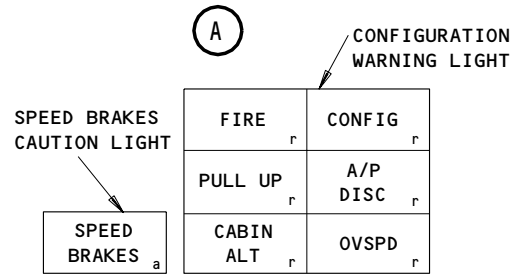 A
CONFIGURATION
WARNING LIGHT
SPEED BRAKES
CAUTION LIGHT
FIRE r
CONFIG r
PULL UP r
A/P
DISC r
SPEED
BRAKES a
CABIN
ALT r
OVSPD r